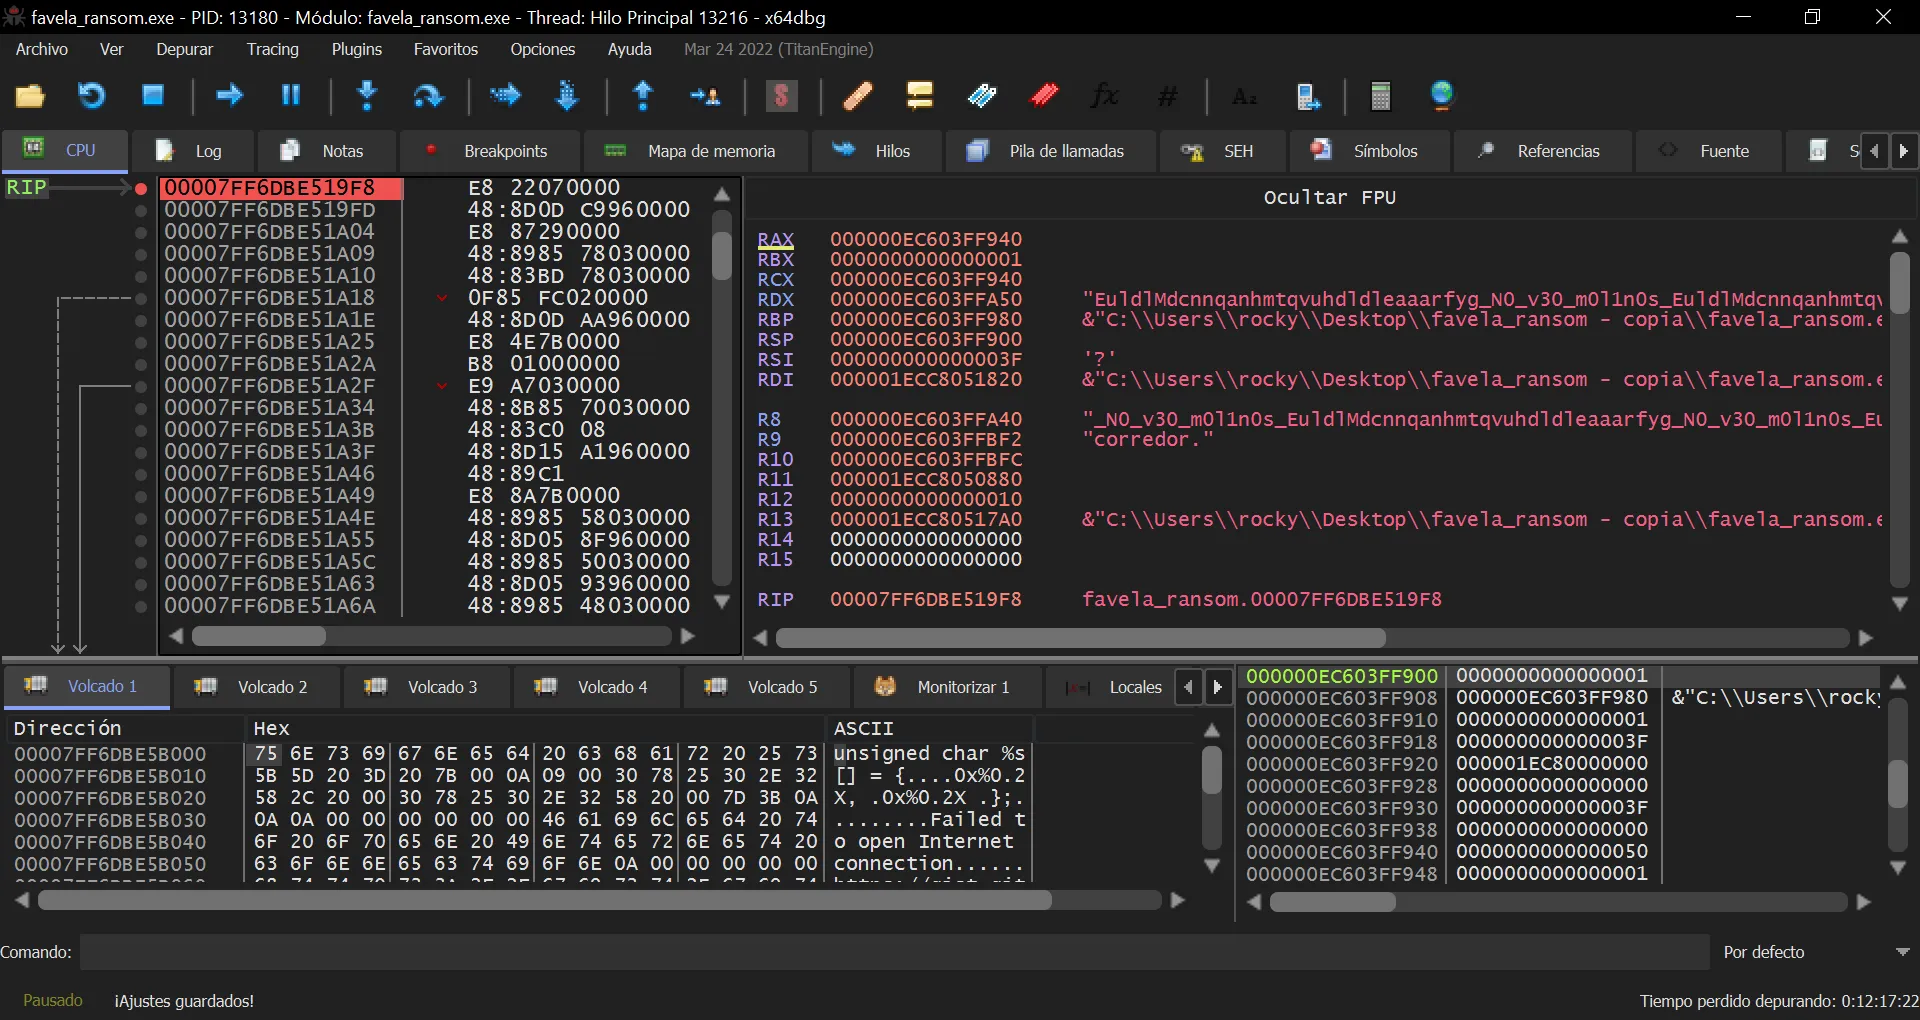 favela_ransom.exe - PID: 13180 - Módulo: favela_ransom.exe - Thread: Hilo Principal 13216 - x64dbg
Archivo Ver Depurar Tracing Plugins Favoritos Opciones Ayuda Mar 24 2022 (TitanEngine)
CPU Log Notas Breakpoints Mapa de memoria Hilos Pila de llamadas SEH Símbolos Referencias Fuente S
RIP
00007FF6DBE519F8 E8 22070000
00007FF6DBE519FD 48:8D0D C9960000
00007FF6DBE51A04 E8 87290000
00007FF6DBE51A09 48:8985 78030000
00007FF6DBE51A10 48:83BD 78030000
00007FF6DBE51A18 0F85 FC020000
00007FF6DBE51A1E 48:8D0D AA960000
00007FF6DBE51A25 E8 4E7B0000
00007FF6DBE51A2A B8 01000000
00007FF6DBE51A2F E9 A7030000
00007FF6DBE51A34 48:8B85 70030000
00007FF6DBE51A3B 48:83C0 08
00007FF6DBE51A3F 48:8D15 A1960000
00007FF6DBE51A46 48:89C1
00007FF6DBE51A49 E8 8A7B0000
00007FF6DBE51A4E 48:8985 58030000
00007FF6DBE51A55 48:8D05 8F960000
00007FF6DBE51A5C 48:8985 50030000
00007FF6DBE51A63 48:8D05 93960000
00007FF6DBE51A6A 48:8985 48030000
Ocultar FPU
RAX 000000EC603FF940
RBX 0000000000000001
RCX 000000EC603FF940
RDX 000000EC603FFA50 "EuldlMdcnnqanhmtqvuhdldleaaarfyg_N0_v30_m0l1n0s_EuldlMdcnnqanhmtqv
RBP 000000EC603FF980 &"C:\\Users\\rocky\\Desktop\\favela_ransom - copia\\favela_ransom.e
RSP 000000EC603FF900
RSI 000000000000003F '?'
RDI 000001ECC8051820 &"C:\\Users\\rocky\\Desktop\\favela_ransom - copia\\favela_ransom.e
R8 000000EC603FFA40 "_N0_v30_m0l1n0s_EuldlMdcnnqanhmtqvuhdldleaaarfyg_N0_v30_m0l1n0s_Eu
R9 000000EC603FFBF2 "corredor."
R10 000000EC603FFBFC
R11 000001ECC8050880
R12 0000000000000010
R13 000001ECC80517A0 &"C:\\Users\\rocky\\Desktop\\favela_ransom - copia\\favela_ransom.e
R14 0000000000000000
R15 0000000000000000
RIP 00007FF6DBE519F8 favela_ransom.00007FF6DBE519F8
Volcado 1 Volcado 2 Volcado 3 Volcado 4 Volcado 5 Monitorizar 1 Locales
Dirección Hex ASCII
00007FF6DBE5B000 75 6E 73 69 67 6E 65 64 20 63 68 61 72 20 25 73 unsigned char %s
00007FF6DBE5B010 5B 5D 20 3D 20 7B 00 0A 09 00 30 78 25 30 2E 32 [] = {....0x%0.2
00007FF6DBE5B020 58 2C 20 00 30 78 25 30 2E 32 58 20 00 7D 3B 0A X, .0x%0.2X .};.
00007FF6DBE5B030 0A 0A 00 00 00 00 00 00 46 61 69 6C 65 64 20 74 ........Failed t
00007FF6DBE5B040 6F 20 6F 70 65 6E 20 49 6E 74 65 72 6E 65 74 20 o open Internet
00007FF6DBE5B050 63 6F 6E 6E 65 63 74 69 6F 6E 0A 00 00 00 00 00 connection......
000000EC603FF900 0000000000000001
000000EC603FF908 000000EC603FF980 &"C:\\Users\\rocky
000000EC603FF910 0000000000000001
000000EC603FF918 000000000000003F
000000EC603FF920 000001EC80000000
000000EC603FF928 0000000000000000
000000EC603FF930 000000000000003F
000000EC603FF938 0000000000000000
000000EC603FF940 0000000000000050
000000EC603FF948 0000000000000001
Comando: Por defecto
Pausado ¡Ajustes guardados! Tiempo perdido depurando: 0:12:17:22